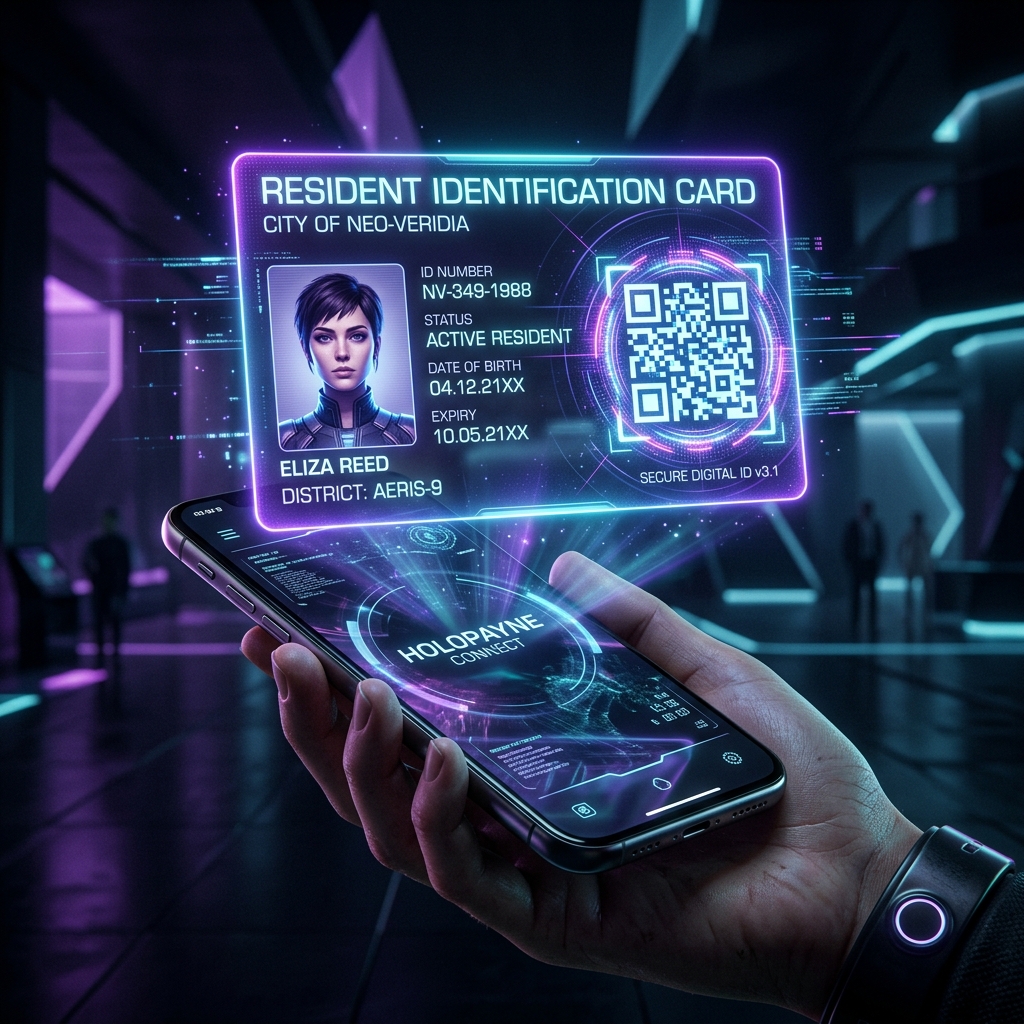 RESIDENT IDENTIFICATION CARD
CITY OF NEO-VERIDIA
ID NUMBER
NV-349-1988
STATUS
ACTIVE RESIDENT
DATE OF BIRTH
04.12.21XX
EXPIRY
10.05.21XX
ELIZA REED
DISTRICT: AERIS-9
SECURE DIGITAL ID v3.1
HOLOPAYNE
CONNECT